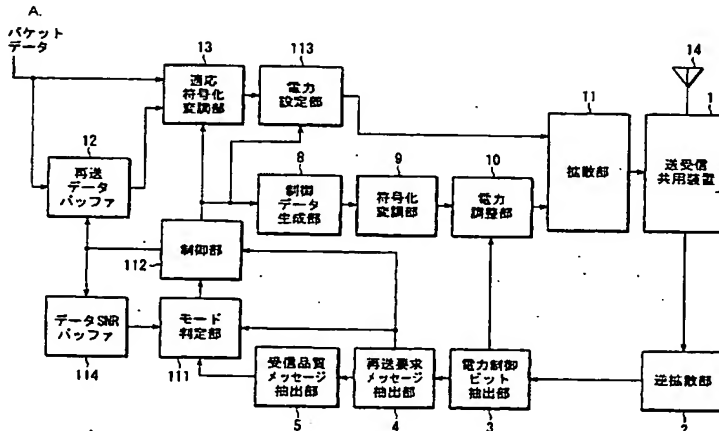 A.
パケット
データ
13
適応
符号化
変調部
113
電力
設定部
14
11
拡散部
1
送受信
共用装置
12
再送
データ
バッファ
8
制御
データ
生成部
9
符号化
変調部
10
電力
調整部
制御部
112
データSNR
バッファ
114
モード
判定部
111
受信品質
メッセージ
抽出部
5
再送要求
メッセージ
抽出部
4
電力制御
ビット
抽出部
3
逆拡散部
2